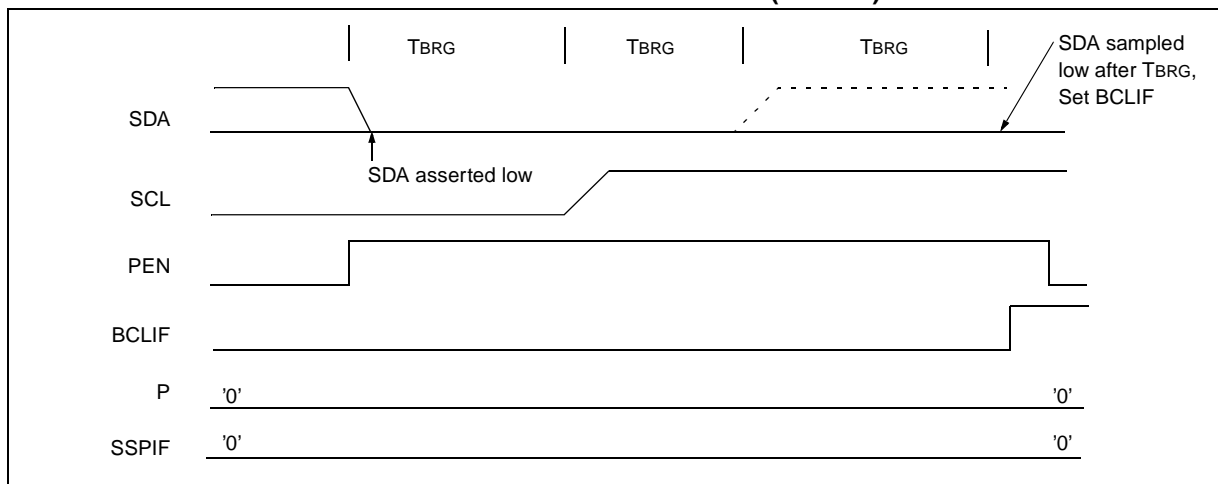 TBRG TBRG TBRG
SDA sampled
low after TBRG,
Set BCLIF
SDA
SDA asserted low
SCL
PEN
BCLIF
P '0' '0'
SSPIF '0' '0'